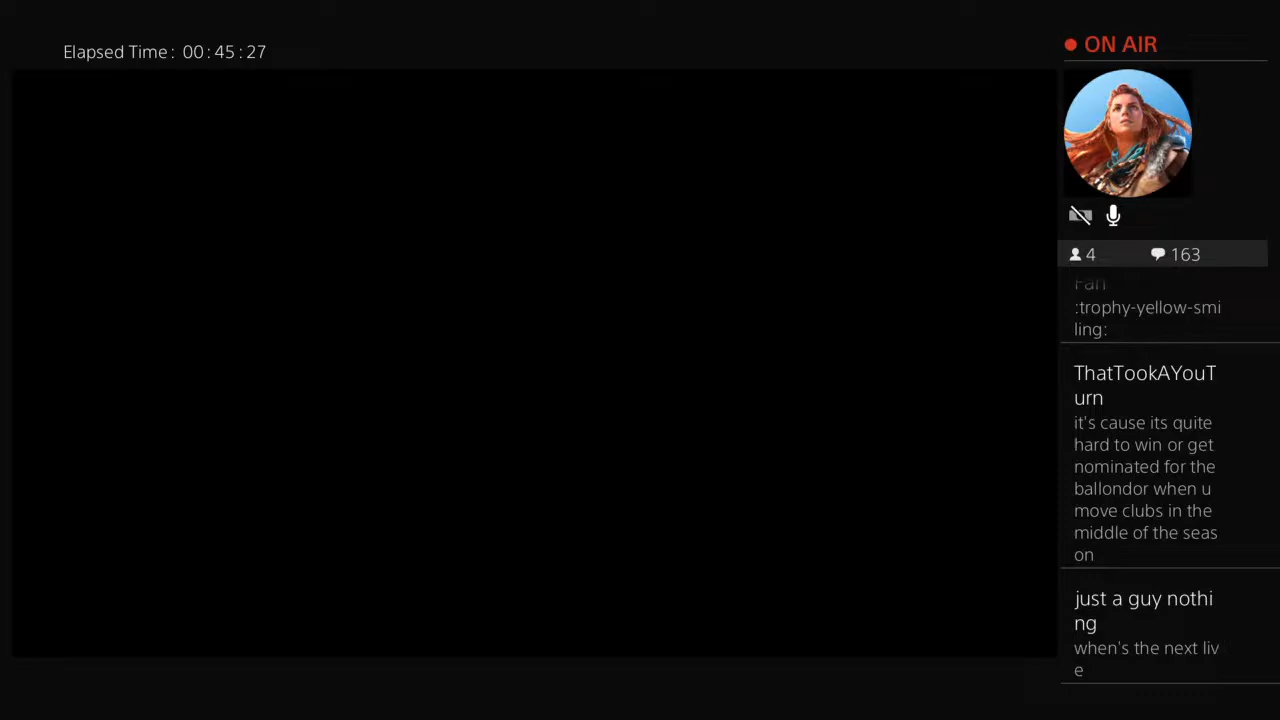 Elapsed Time: 00:45:27
ON AIR
4
163
Fan
:trophy-yellow-smi
ling:
ThatTookAYouT
urn
it's cause its quite
hard to win or get
nominated for the
ballondor when u
move clubs in the
middle of the seas
on
just a guy nothi
ng
when's the next liv
e